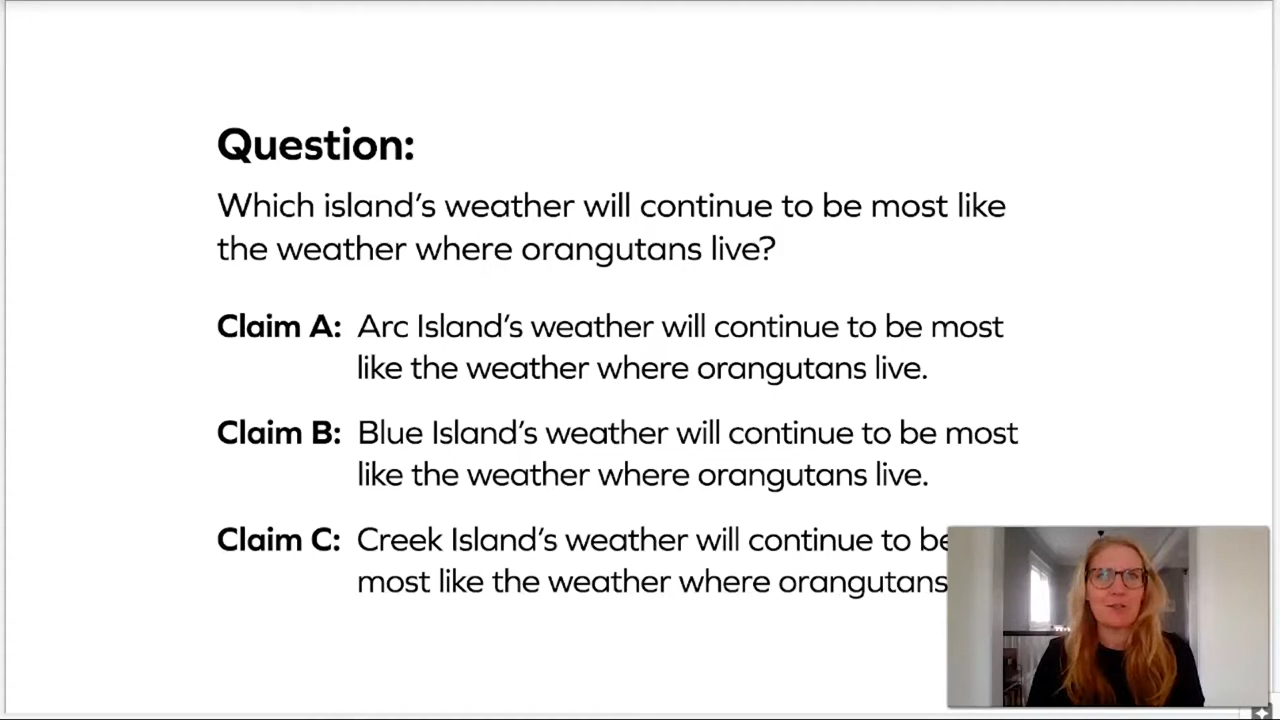 Question:
Which island's weather will continue to be most like
the weather where orangutans live?
Claim A: Arc Island's weather will continue to be most
like the weather where orangutans live.
Claim B: Blue Island's weather will continue to be most
like the weather where orangutans live.
Claim C: Creek Island's weather will continue to be
most like the weather where orangutans